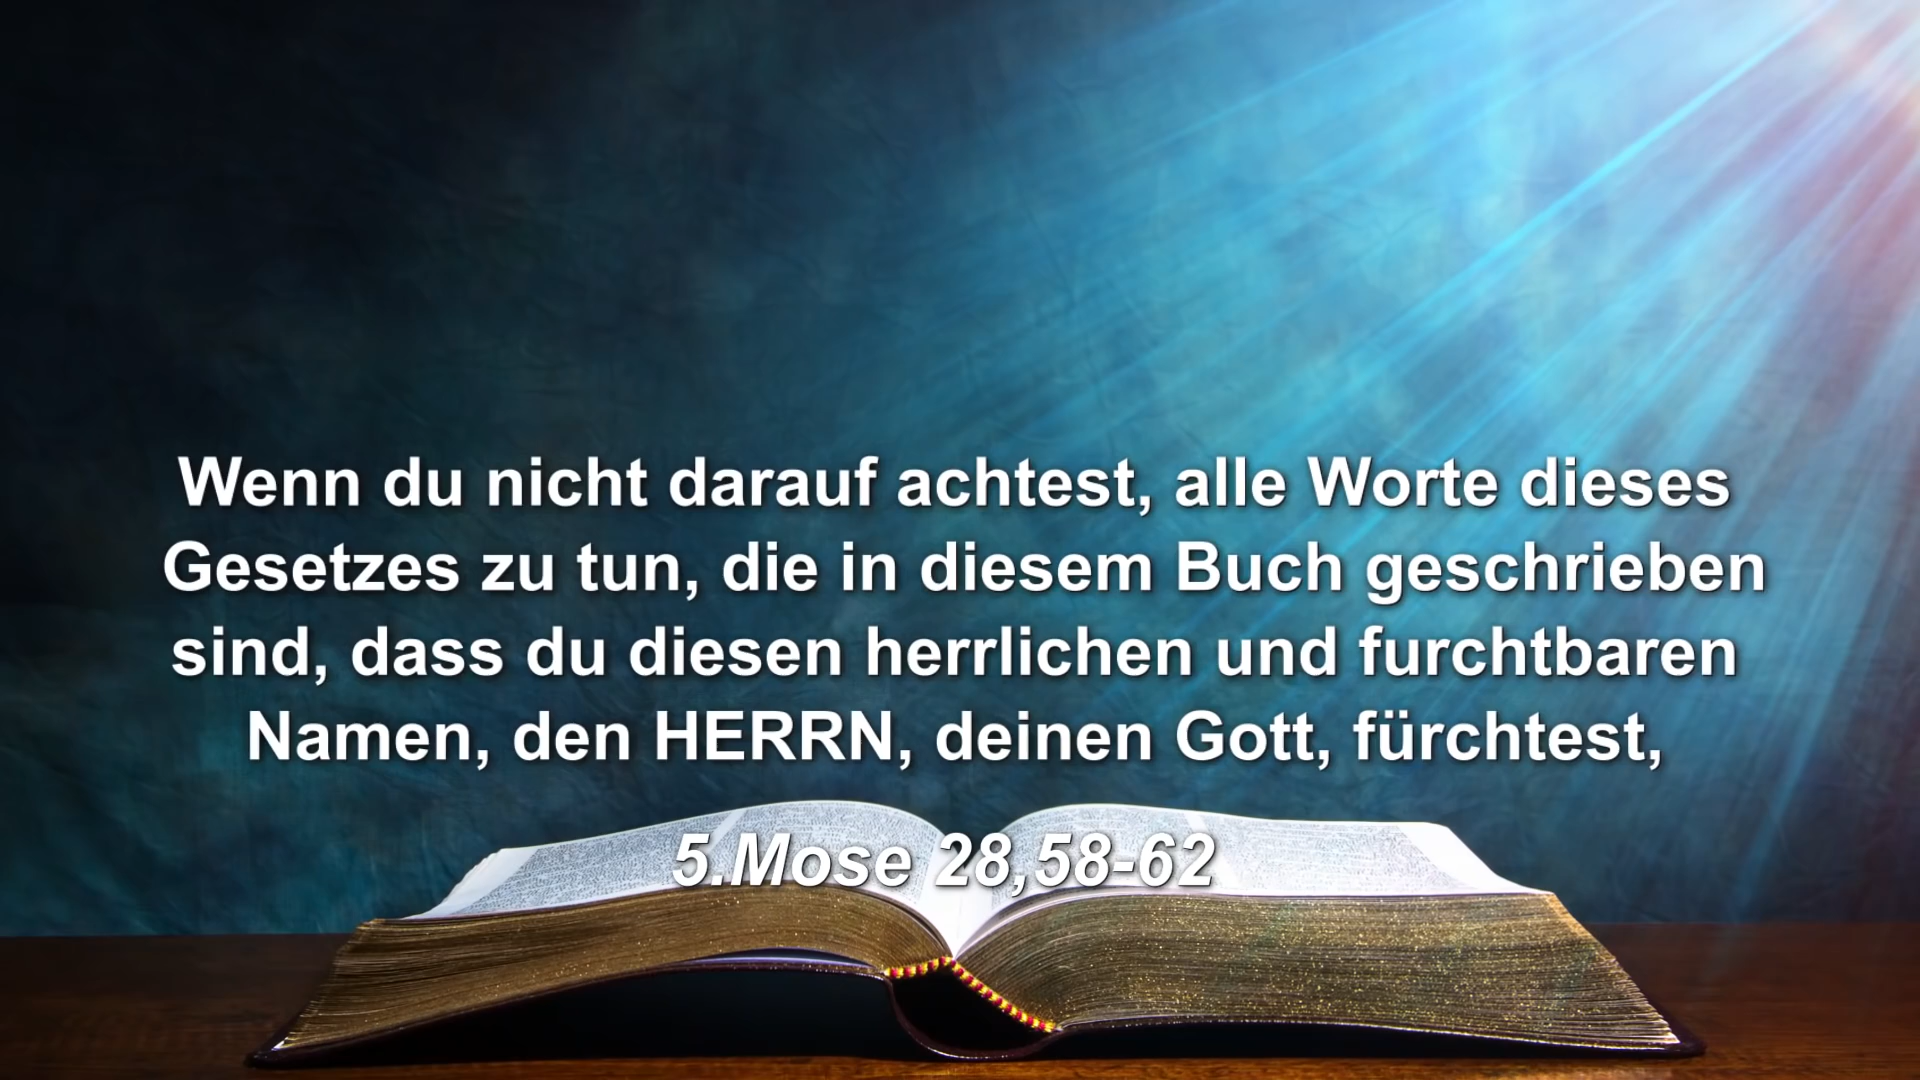 Wenn du nicht darauf achtest, alle Worte dieses
Gesetzes zu tun, die in diesem Buch geschrieben
sind, dass du diesen herrlichen und furchtbaren
Namen, den HERRN, deinen Gott, fürchtest,
5.Mose 28,58-62